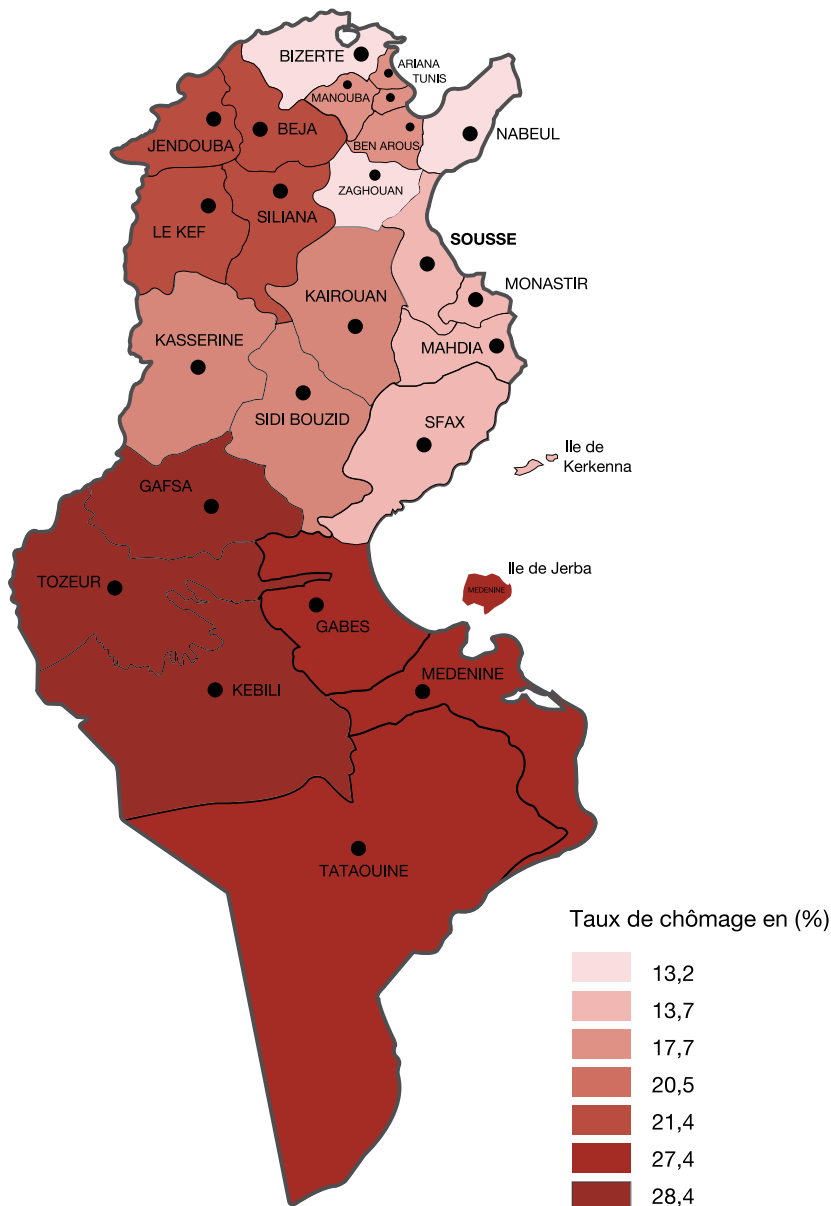 BIZERTE
ARIANA
TUNIS
MANOUBA
JENDOUBA
BEJA
BEN AROUS
NABEUL
ZAGHOUAN
LE KEF
SILIANA
SOUSSE
MONASTIR
KAIROUAN
KASSERINE
MAHDIA
SIDI BOUZID
SFAX
Ile de
Kerkenna
GAFSA
TOZEUR
Ile de Jerba
MEDENINE
GABES
KEBILI
MEDENINE
TATAOUINE
Taux de chômage en (%)
13,2
13,7
17,7
20,5
21,4
27,4
28,4